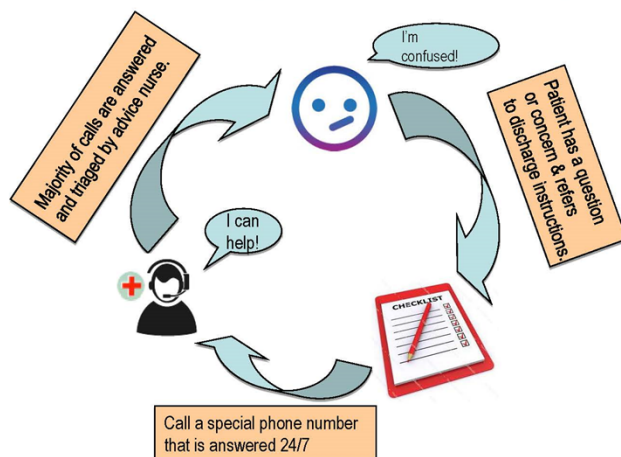 I'm
confused!
Patient has a question
or concern & refers
to discharge instructions.
CHECKLIST
Call a special phone number
that is answered 24/7
I can
help!
Majority of calls are answered
and triaged by advice nurse.